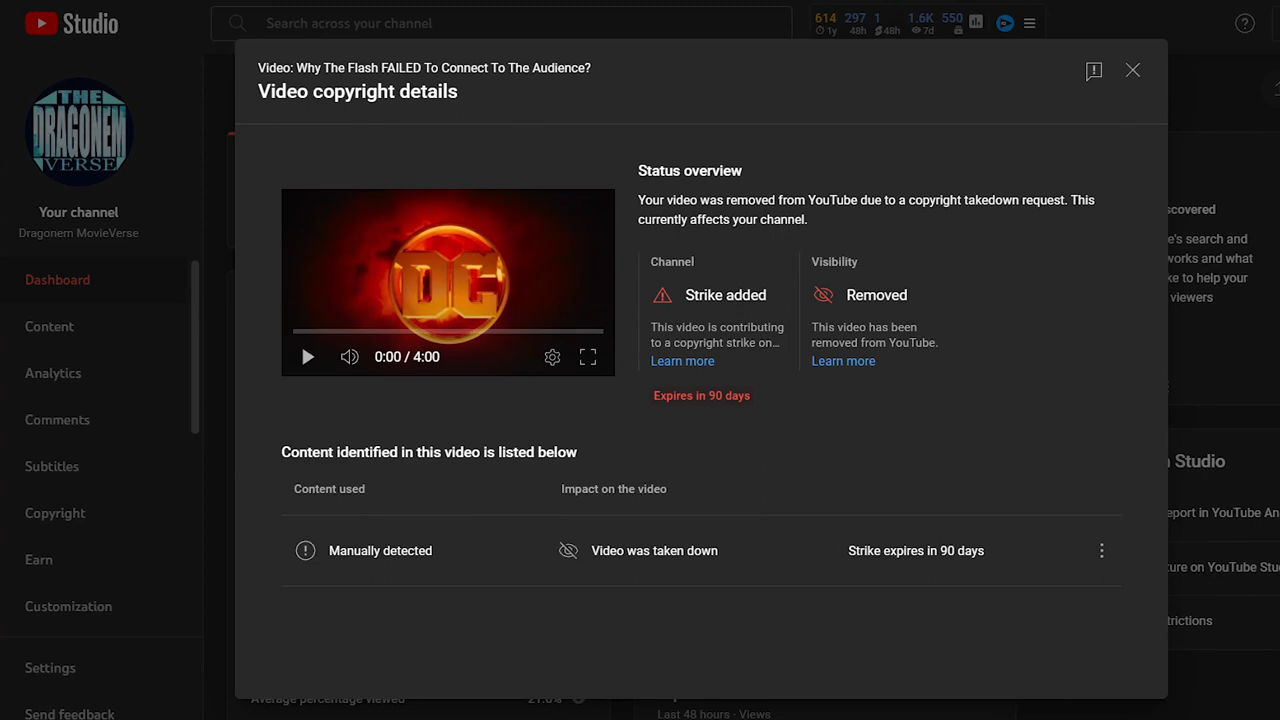 Studio
Search across your channel
614 297 1 1.6K 550
1y 48h 48h 7d
THE
DRAGONEM
VERSE
Your channel
Dragonem MovieVerse
Dashboard
Content
Analytics
Comments
Subtitles
Copyright
Earn
Customization
Settings
Send feedback
Video: Why The Flash FAILED To Connect To The Audience?
Video copyright details
DC
0:00 / 4:00
Status overview
Your video was removed from YouTube due to a copyright takedown request. This
currently affects your channel.
Channel
Strike added
This video is contributing
to a copyright strike on...
Learn more
Expires in 90 days
Visibility
Removed
This video has been
removed from YouTube.
Learn more
Content identified in this video is listed below
Content used
Impact on the video
Manually detected
Video was taken down
Strike expires in 90 days
scovered
e's search and
works and what
ke to help your
viewers
Studio
eport in YouTube An
ture on YouTube Stu
trictions
Average percentage viewed
Last 48 hours · Views